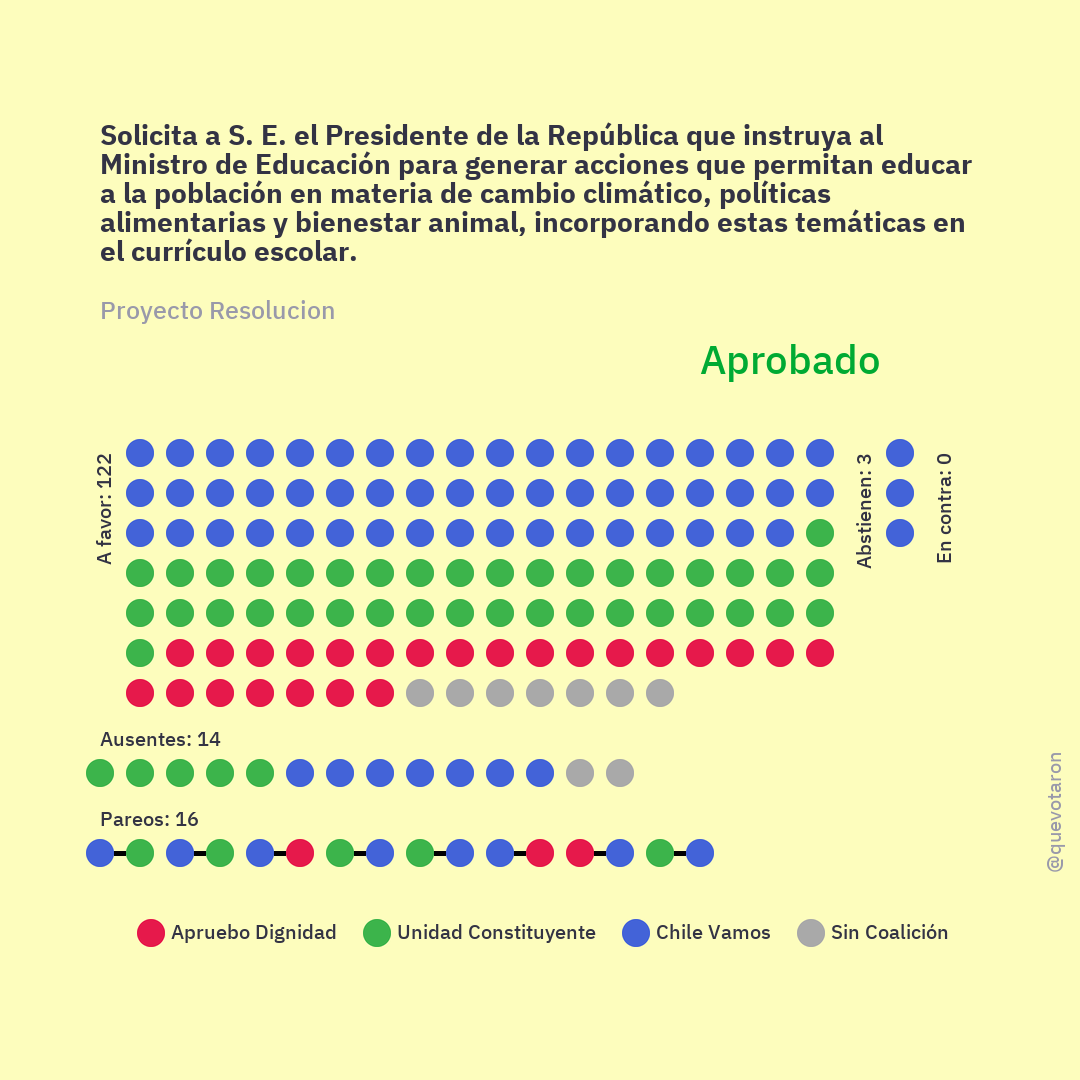 Solicita a S. E. el Presidente de la República que instruya al
Ministro de Educación para generar acciones que permitan educar
a la población en materia de cambio climático, políticas
alimentarias y bienestar animal, incorporando estas temáticas en
el currículo escolar.
Proyecto Resolucion
Aprobado
A favor: 122
Abstienen: 3
En contra: 0
Ausentes: 14
Pareos: 16
@quevotaron
Apruebo Dignidad
Unidad Constituyente
Chile Vamos
Sin Coalición